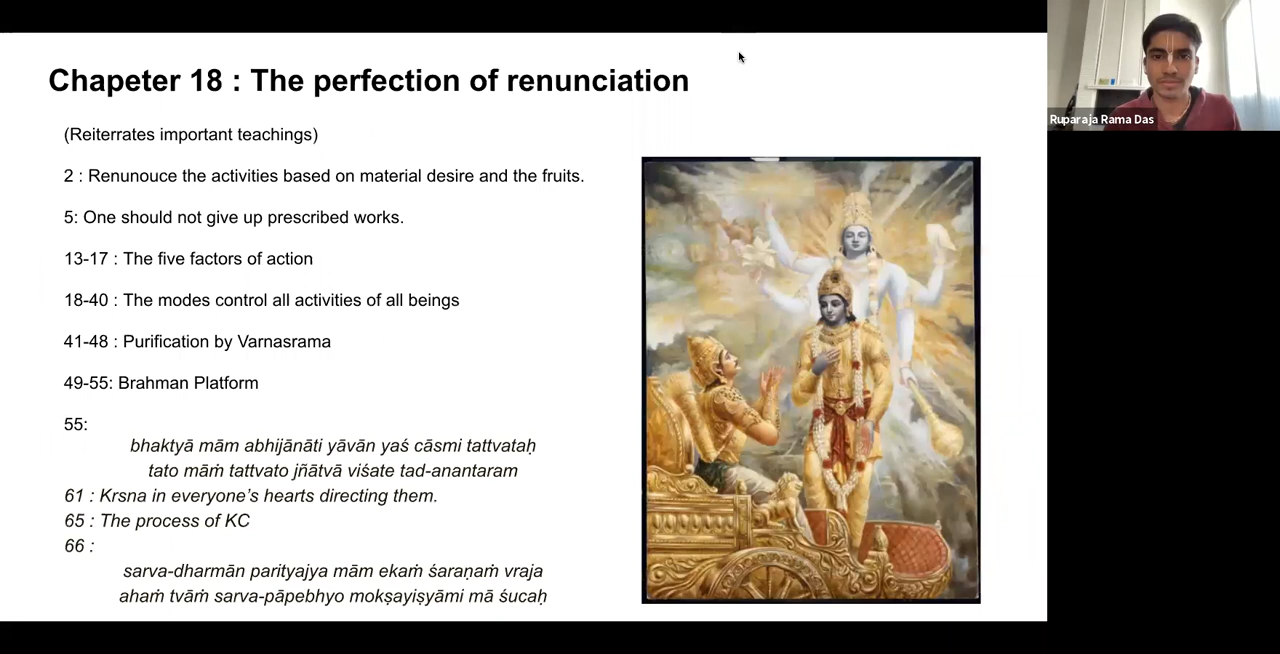 Chapeter 18 : The perfection of renunciation
(Reiterrates important teachings)
2 : Renunouce the activities based on material desire and the fruits.
5: One should not give up prescribed works.
13-17 : The five factors of action
18-40 : The modes control all activities of all beings
41-48 : Purification by Varnasrama
49-55: Brahman Platform
55:
bhaktyā mām abhijānāti yāvān yaś cāsmi tattvataḥ
tato māṁ tattvato jñātvā viśate tad-anantaram
61 : Krsna in everyone’s hearts directing them.
65 : The process of KC
66 :
sarva-dharmān parityajya mām ekaṁ śaraṇaṁ vraja
ahaṁ tvāṁ sarva-pāpebhyo mokṣayiṣyāmi mā śucaḥ
Ruparaja Rama Das